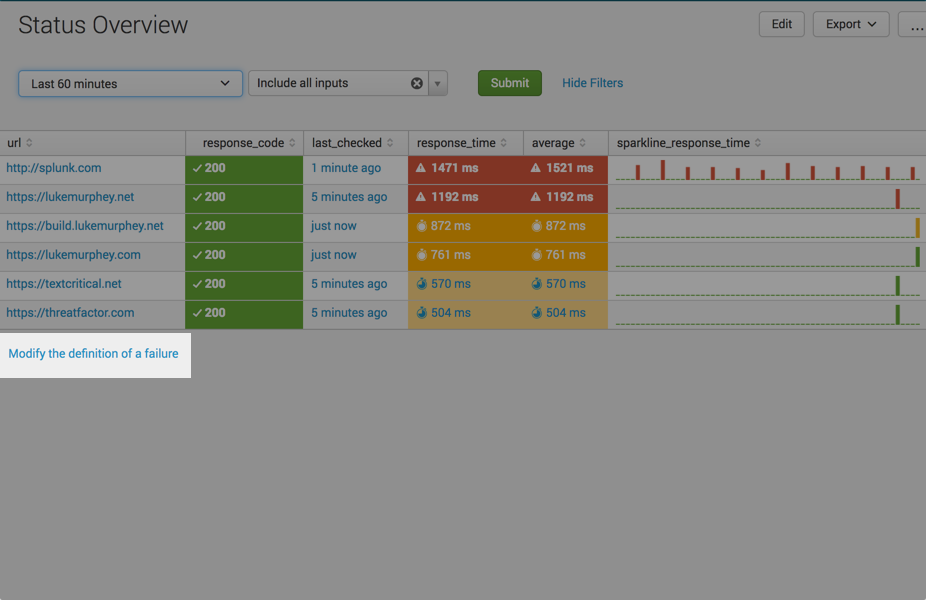 Status Overview
Edit
Export
...
Last 60 minutes
Include all inputs
Submit
Hide Filters
url response_code last_checked response_time average sparkline_response_time
http://splunk.com 200 1 minute ago 1471 ms 1521 ms
https://lukemurphey.net 200 5 minutes ago 1192 ms 1192 ms
https://build.lukemurphey.net 200 just now 872 ms 872 ms
https://lukemurphey.com 200 just now 761 ms 761 ms
https://textcritical.net 200 5 minutes ago 570 ms 570 ms
https://threatfactor.com 200 5 minutes ago 504 ms 504 ms
Modify the definition of a failure